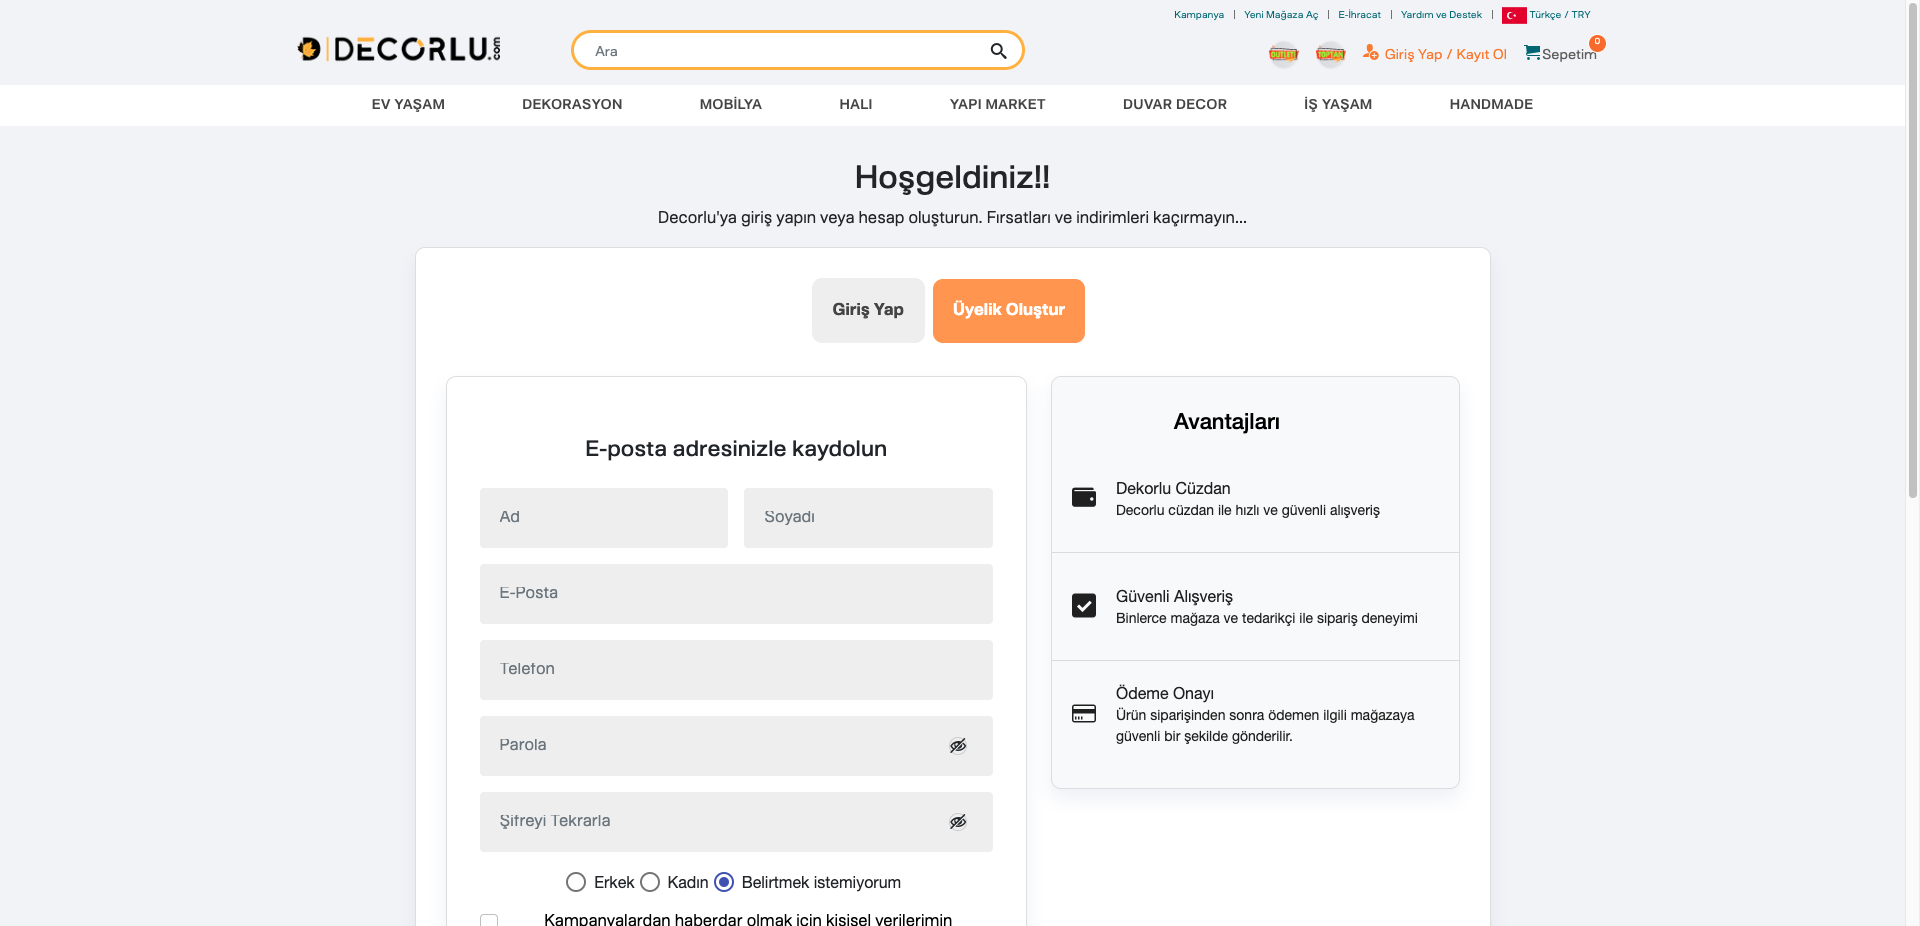 Kampanya | Yeni Mağaza Aç | E-İhracat | Yardım ve Destek | Türkçe / TRY
DECORLU.com
Ara
OUTLET
TOPTAN
Giriş Yap / Kayıt Ol
Sepetim
0
EV YAŞAM DEKORASYON MOBİLYA HALI YAPI MARKET DUVAR DECOR İŞ YAŞAM HANDMADE
Hoşgeldiniz!!
Decorlu'ya giriş yapın veya hesap oluşturun. Fırsatları ve indirimleri kaçırmayın...
Giriş Yap
Üyelik Oluştur
E-posta adresinizle kaydolun
Ad
Soyadı
E-Posta
Telefon
Parola
Şifreyi Tekrarla
Erkek Kadın Belirtmek istemiyorum
Kampanyalardan haberdar olmak için kişisel verilerimin
Avantajları
Dekorlu Cüzdan
Decorlu cüzdan ile hızlı ve güvenli alışveriş
Güvenli Alışveriş
Binlerce mağaza ve tedarikçi ile sipariş deneyimi
Ödeme Onayı
Ürün siparişinden sonra ödemen ilgili mağazaya
güvenli bir şekilde gönderilir.